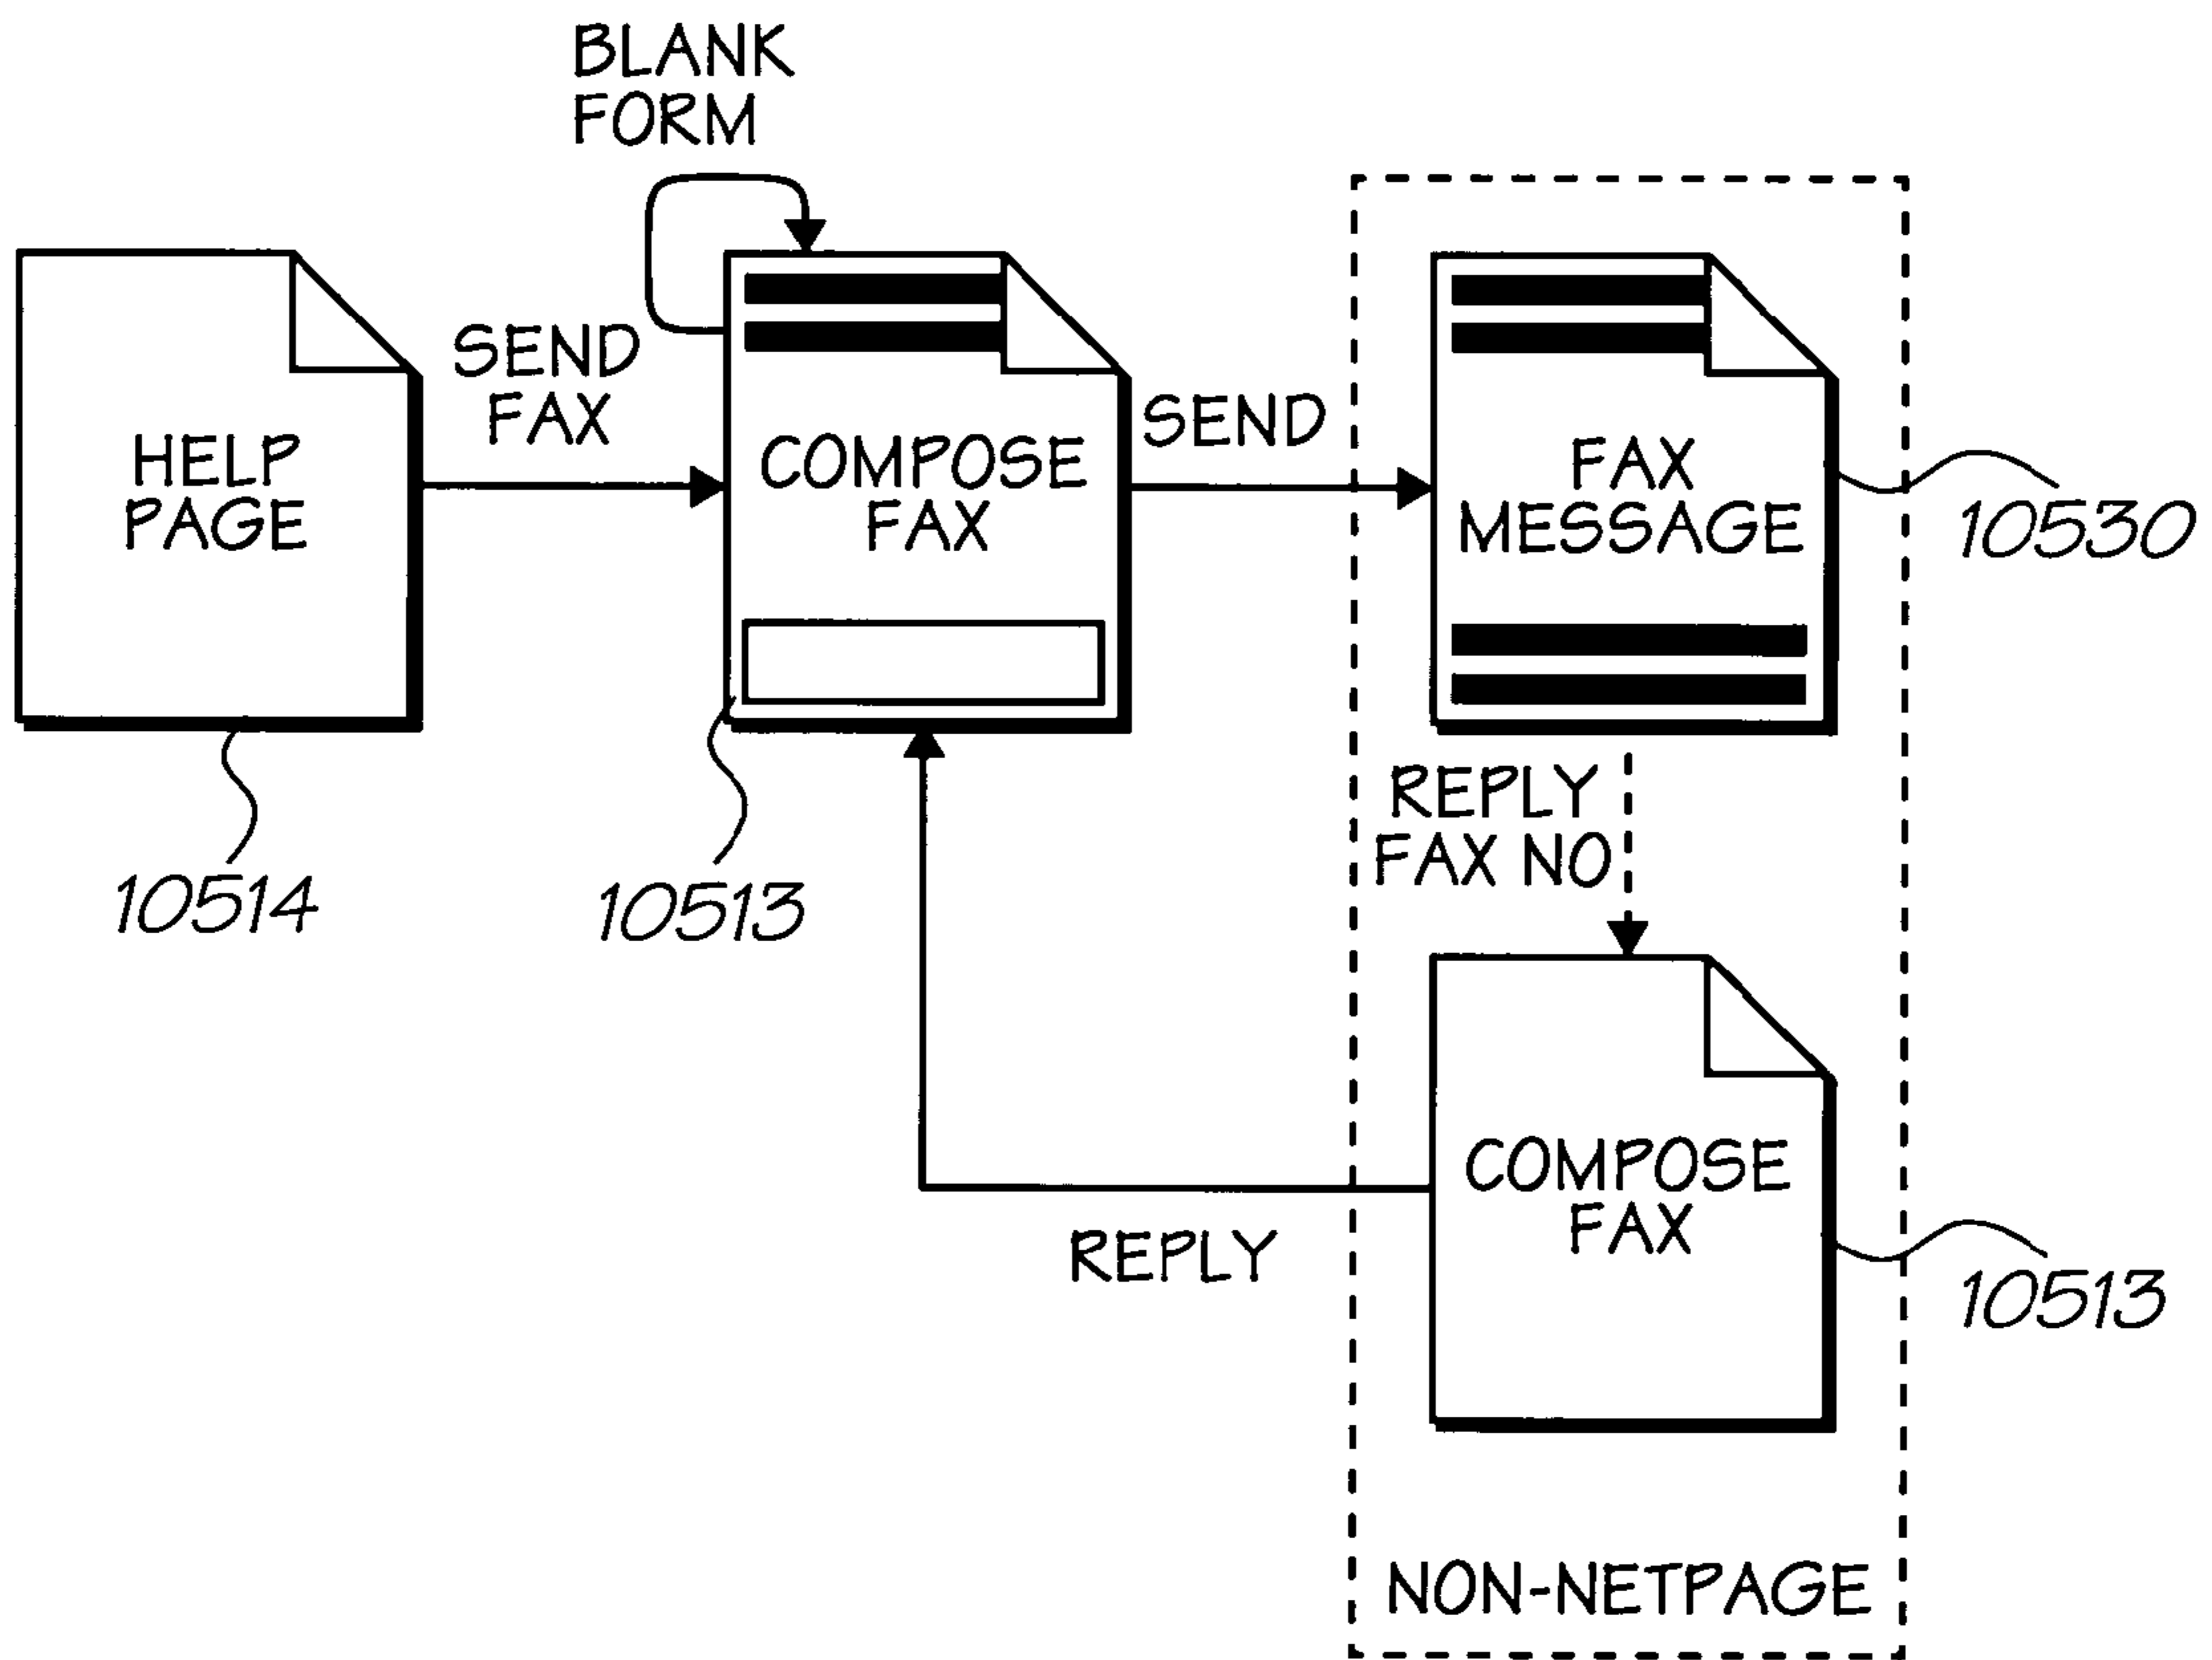 BLANK
FORM
HELP
PAGE
SEND
FAX
COMPOSE
FAX
SEND
FAX
MESSAGE
10530
10514
10513
REPLY
FAX NO
COMPOSE
FAX
REPLY
10513
NON-NETPAGE